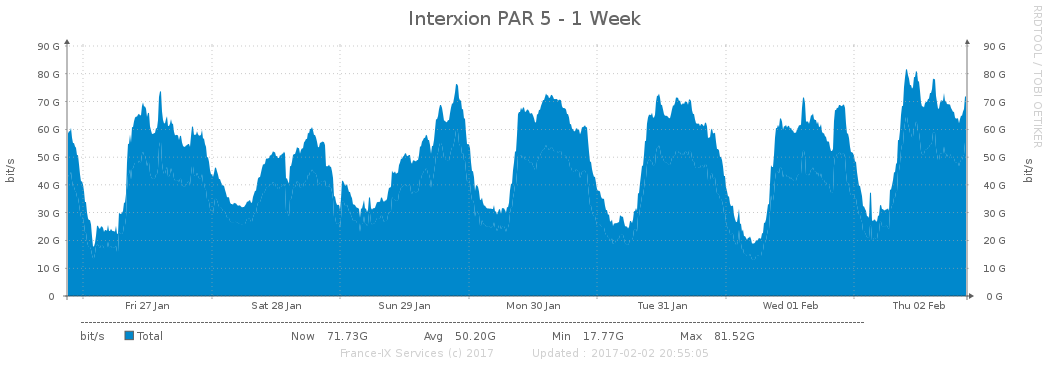 Interxion PAR 5 - 1 Week
RRDTOOL / TOBI OETIKER
90 G 90 G
80 G 80 G
70 G 70 G
60 G 60 G
50 G 50 G
40 G 40 G
30 G 30 G
20 G 20 G
10 G 10 G
0 0 G
bit/s bit/s
Fri 27 Jan Sat 28 Jan Sun 29 Jan Mon 30 Jan Tue 31 Jan Wed 01 Feb Thu 02 Feb
bit/s Total Now 71.73G Avg 50.20G Min 17.77G Max 81.52G
France-IX Services (c) 2017 Updated : 2017-02-02 20:55:05